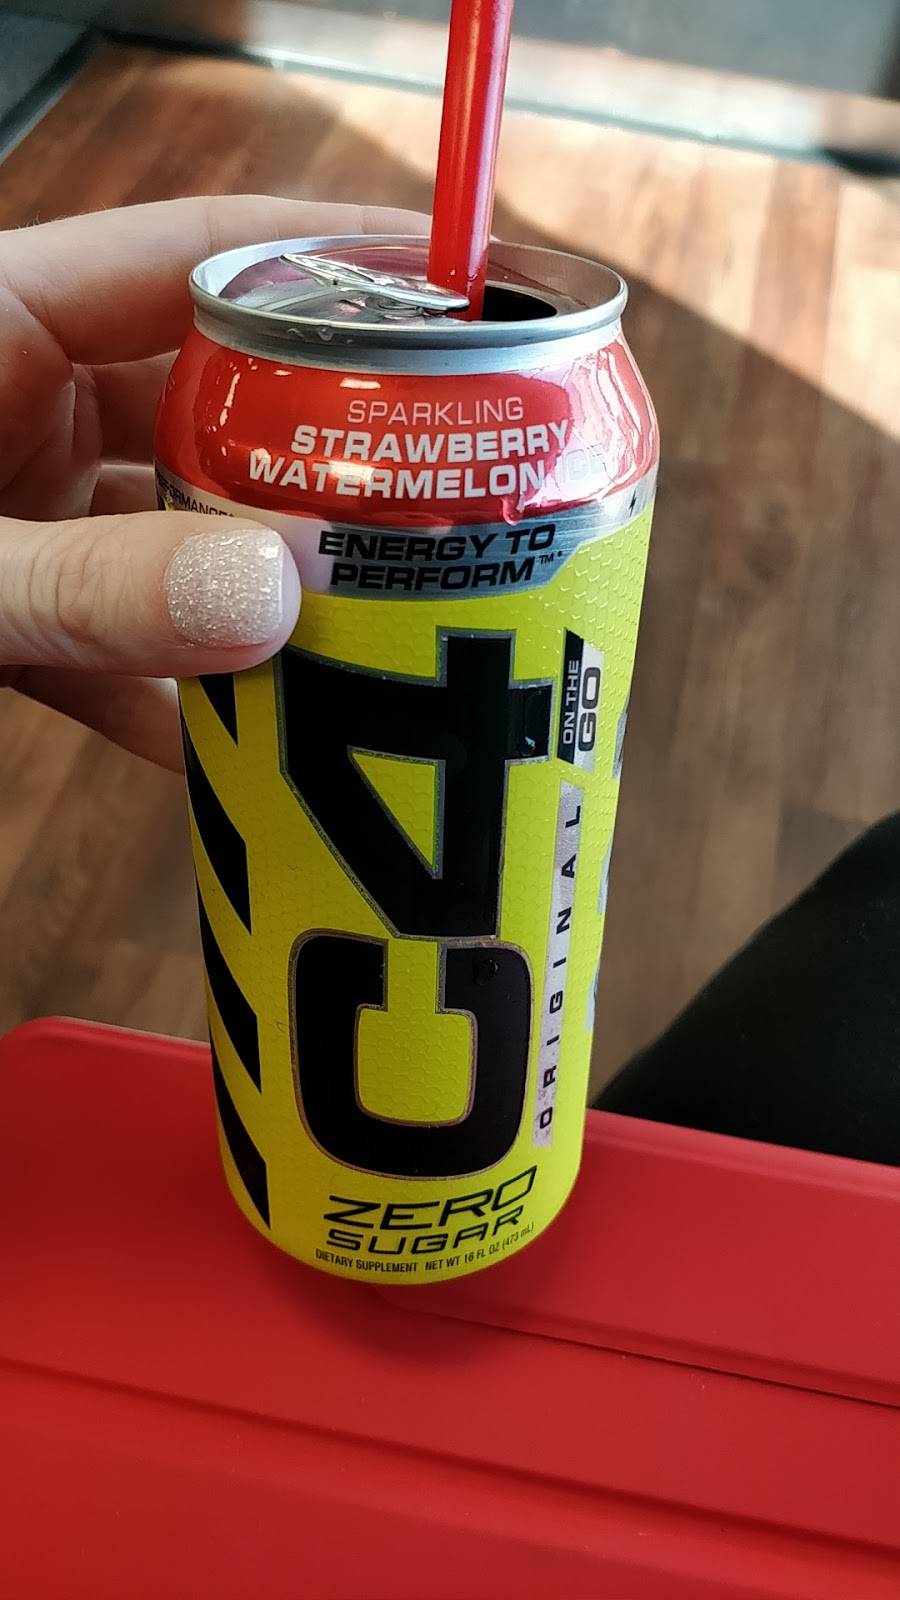 SPARKLING
STRAWBERRY
WATERMELON ICE
ENERGY TO
PERFORM™*
C4
ON THE
GO
ORIGINAL
ZERO
SUGAR
DIETARY SUPPLEMENT NET WT 16 FL OZ (473 mL)